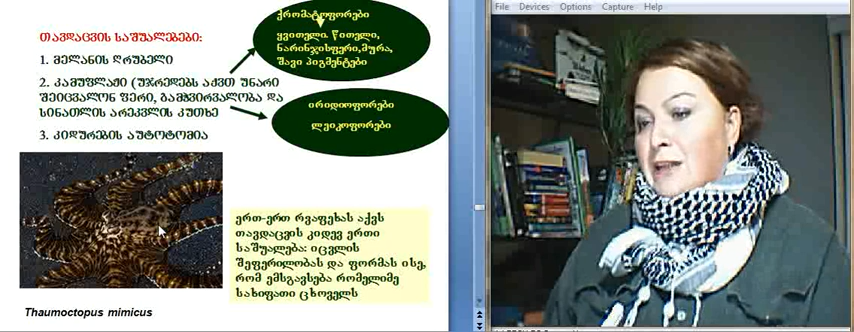 File Devices Options Capture Help
თავდაცვის საშუალებები:
1. მელანის ღრუბელი
2. კამუფლაჟი (უჯრედებს აქვთ უნარი
შეიცვალონ ფერი, გამჭვირვალობა და
სინათლის არეკვლის კუთხე
3. კიდურების აუტოტომია
ქრომატოფორები
ყვითელი. წითელი,
ნარინჯისფერი,მურა,
შავი პიგმენტები
ირიდიოფორები
ლეიკოფორები
ერთ-ერთ რვაფეხას აქვს
თავდაცვის კიდევ ერთი
საშუალება: იცვლის
შეფერილობას და ფორმას ისე,
რომ ემსგავსება რომელიმე
სახიფათო ცხოველს
Thaumoctopus mimicus